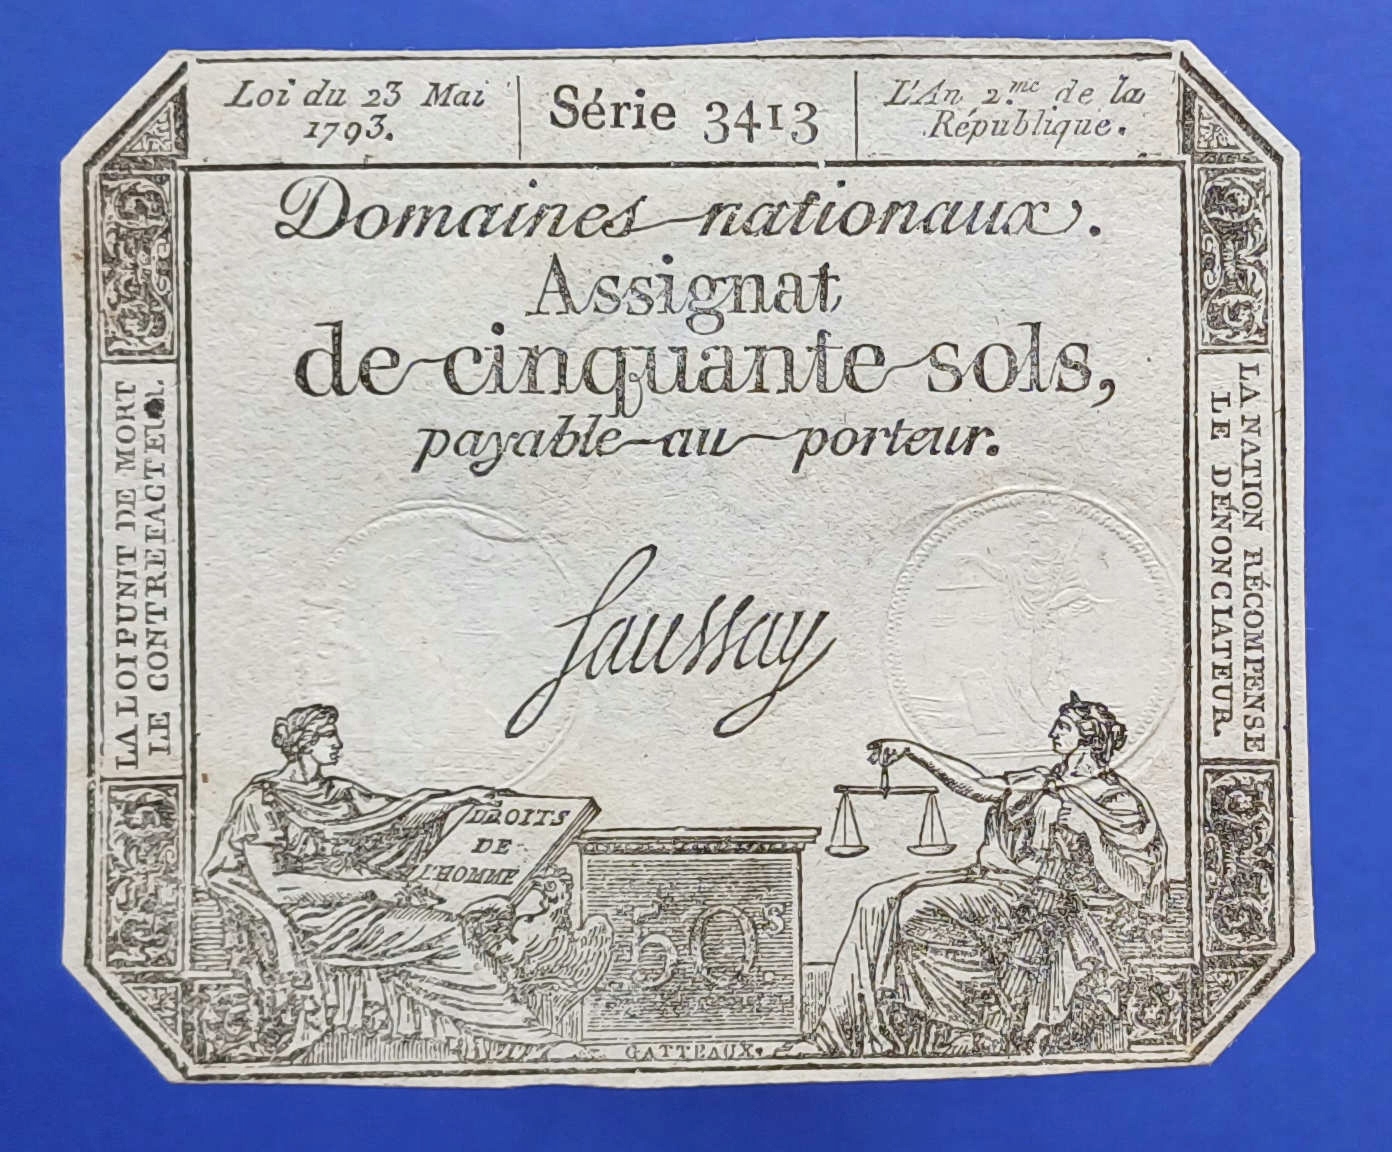 Loi du 23 Mai
1793.
Série 3413
L'An 2.me de la
République.
Domaines nationaux.
Assignat
de cinquante sols,
payable au porteur.
LA LOI PUNIT DE MORT
LE CONTREFACTEUR.
LA NATION RÉCOMPENSE
LE DÉNONCIATEUR.
Saussay
DROITS
DE
L'HOMME
50.s
GATTEAUX.